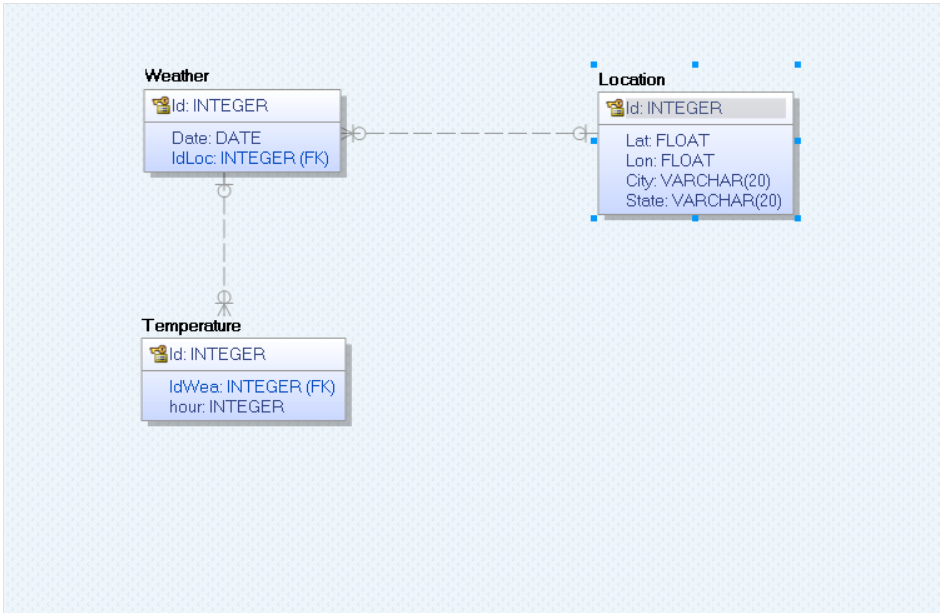 Weather
Id: INTEGER
Date: DATE
IdLoc: INTEGER (FK)
Location
Id: INTEGER
Lat: FLOAT
Lon: FLOAT
City: VARCHAR(20)
State: VARCHAR(20)
Temperature
Id: INTEGER
IdWea: INTEGER (FK)
hour: INTEGER